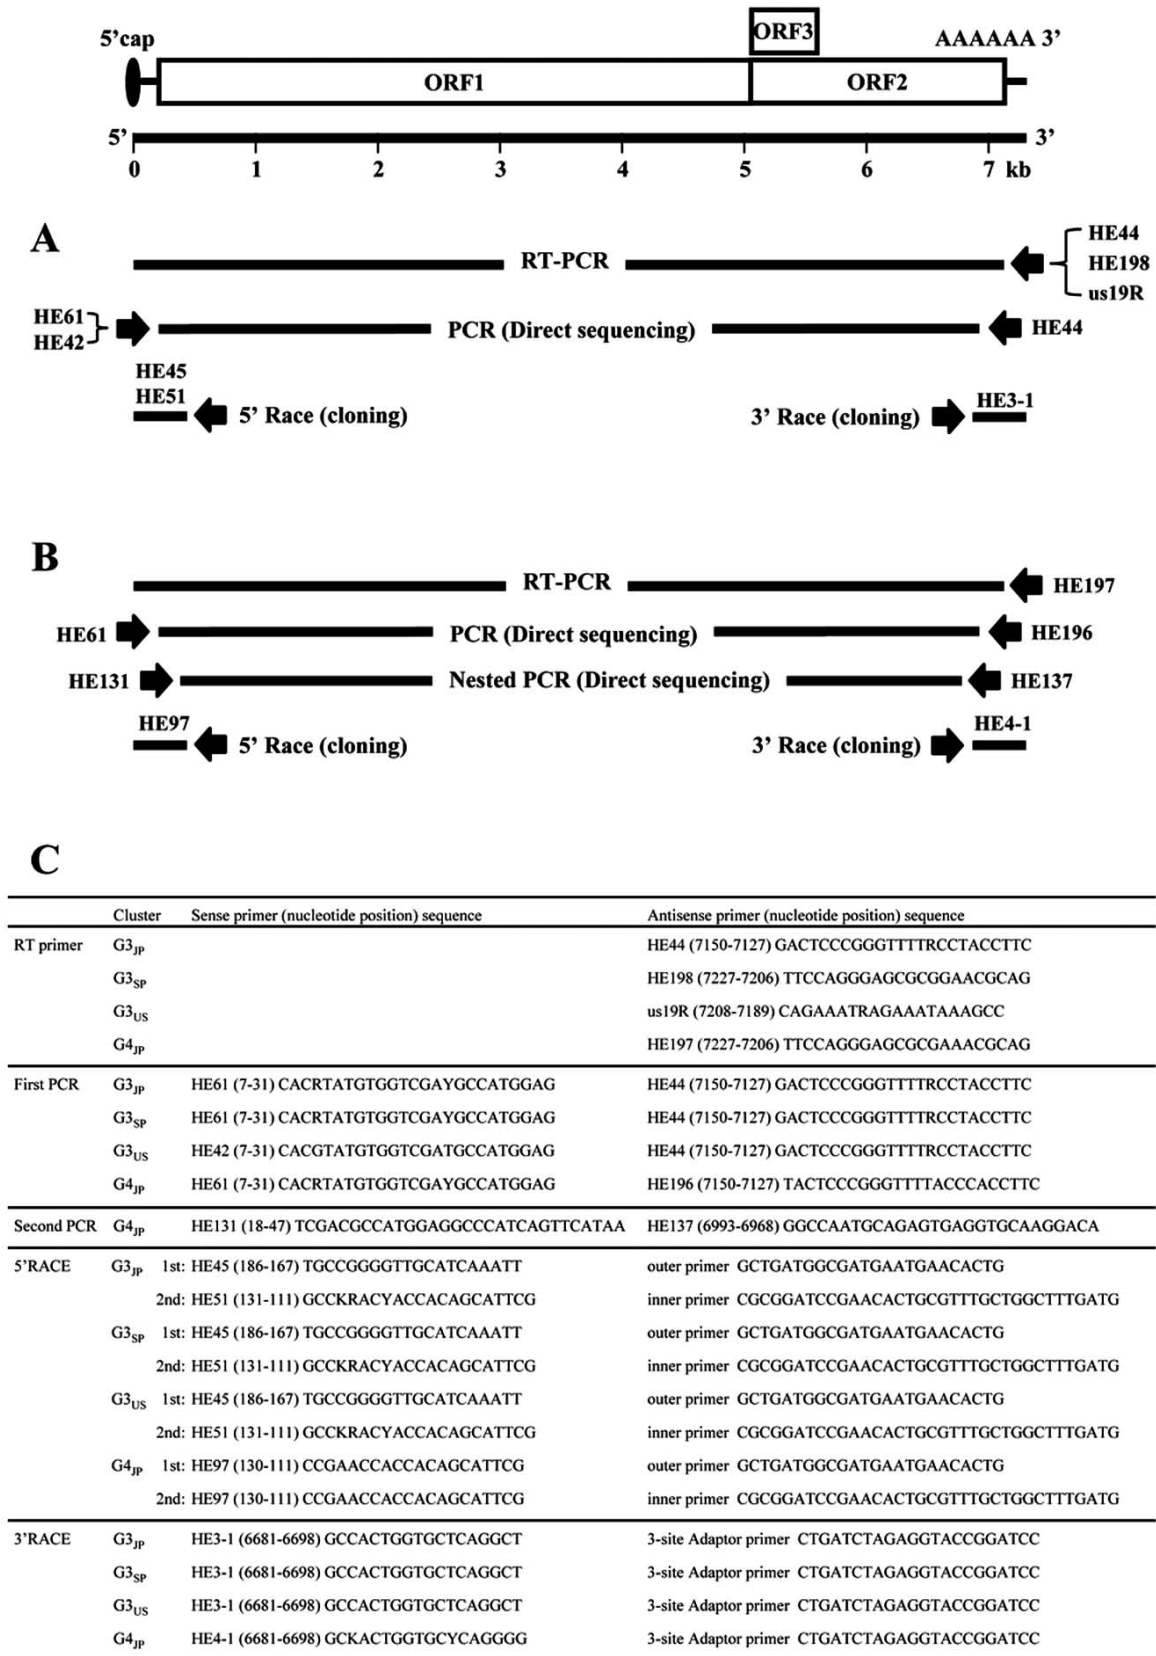 ORF3
5’cap
AAAAAA 3’
ORF1
ORF2
5’
3’
0 1 2 3 4 5 6 7 kb
A
RT-PCR
HE44
HE198
us19R
HE61
HE42
PCR (Direct sequencing)
HE44
HE45
HE51
5’ Race (cloning)
3’ Race (cloning)
HE3-1
B
RT-PCR
HE197
HE61
PCR (Direct sequencing)
HE196
HE131
Nested PCR (Direct sequencing)
HE137
HE97
5’ Race (cloning)
3’ Race (cloning)
HE4-1
C
Cluster Sense primer (nucleotide position) sequence Antisense primer (nucleotide position) sequence
RT primer G3JP HE44 (7150-7127) GACTCCCGGGTTTTRCCTACCTTC
G3SP HE198 (7227-7206) TTCCAGGGAGCGCGGAACGCAG
G3US us19R (7208-7189) CAGAAATRAGAAATAAAGCC
G4JP HE197 (7227-7206) TTCCAGGGAGCGCGAAACGCAG
First PCR G3JP HE61 (7-31) CACRTATGTGGTCGAYGCCATGGAG HE44 (7150-7127) GACTCCCGGGTTTTRCCTACCTTC
G3SP HE61 (7-31) CACRTATGTGGTCGAYGCCATGGAG HE44 (7150-7127) GACTCCCGGGTTTTRCCTACCTTC
G3US HE42 (7-31) CACGTATGTGGTCGATGCCATGGAG HE44 (7150-7127) GACTCCCGGGTTTTRCCTACCTTC
G4JP HE61 (7-31) CACRTATGTGGTCGAYGCCATGGAG HE196 (7150-7127) TACTCCCGGGTTTTACCCACCTTC
Second PCR G4JP HE131 (18-47) TCGACGCCATGGAGGCCCATCAGTTCATAA HE137 (6993-6968) GGCCAATGCAGAGTGAGGTGCAAGGACA
5’RACE G3JP 1st: HE45 (186-167) TGCCGGGGTTGCATCAAATT outer primer GCTGATGGCGATGAATGAACACTG
2nd: HE51 (131-111) GCCKRACYACCACAGCATTCG inner primer CGCGGATCCGAACACTGCGTTTGCTGGCTTTGATG
G3SP 1st: HE45 (186-167) TGCCGGGGTTGCATCAAATT outer primer GCTGATGGCGATGAATGAACACTG
2nd: HE51 (131-111) GCCKRACYACCACAGCATTCG inner primer CGCGGATCCGAACACTGCGTTTGCTGGCTTTGATG
G3US 1st: HE45 (186-167) TGCCGGGGTTGCATCAAATT outer primer GCTGATGGCGATGAATGAACACTG
2nd: HE51 (131-111) GCCKRACYACCACAGCATTCG inner primer CGCGGATCCGAACACTGCGTTTGCTGGCTTTGATG
G4JP 1st: HE97 (130-111) CCGAACCACCACAGCATTCG outer primer GCTGATGGCGATGAATGAACACTG
2nd: HE97 (130-111) CCGAACCACCACAGCATTCG inner primer CGCGGATCCGAACACTGCGTTTGCTGGCTTTGATG
3’RACE G3JP HE3-1 (6681-6698) GCCACTGGTGCTCAGGCT 3-site Adaptor primer CTGATCTAGAGGTACCGGATCC
G3SP HE3-1 (6681-6698) GCCACTGGTGCTCAGGCT 3-site Adaptor primer CTGATCTAGAGGTACCGGATCC
G3US HE3-1 (6681-6698) GCCACTGGTGCTCAGGCT 3-site Adaptor primer CTGATCTAGAGGTACCGGATCC
G4JP HE4-1 (6681-6698) GCKACTGGTGCYCAGGGG 3-site Adaptor primer CTGATCTAGAGGTACCGGATCC